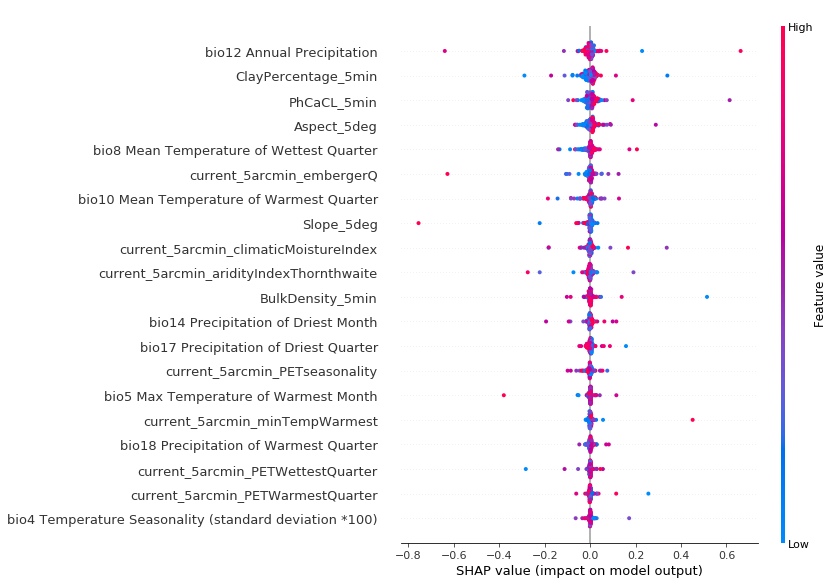 High
bio12 Annual Precipitation
ClayPercentage_5min
PhCaCL_5min
Aspect_5deg
bio8 Mean Temperature of Wettest Quarter
current_5arcmin_embergerQ
bio10 Mean Temperature of Warmest Quarter
Slope_5deg
current_5arcmin_climaticMoistureIndex
current_5arcmin_aridityIndexThornthwaite
BulkDensity_5min
bio14 Precipitation of Driest Month
bio17 Precipitation of Driest Quarter
current_5arcmin_PETseasonality
bio5 Max Temperature of Warmest Month
current_5arcmin_minTempWarmest
bio18 Precipitation of Warmest Quarter
current_5arcmin_PETWettestQuarter
current_5arcmin_PETWarmestQuarter
bio4 Temperature Seasonality (standard deviation *100)
Feature value
Low
−0.8 −0.6 −0.4 −0.2 0.0 0.2 0.4 0.6
SHAP value (impact on model output)